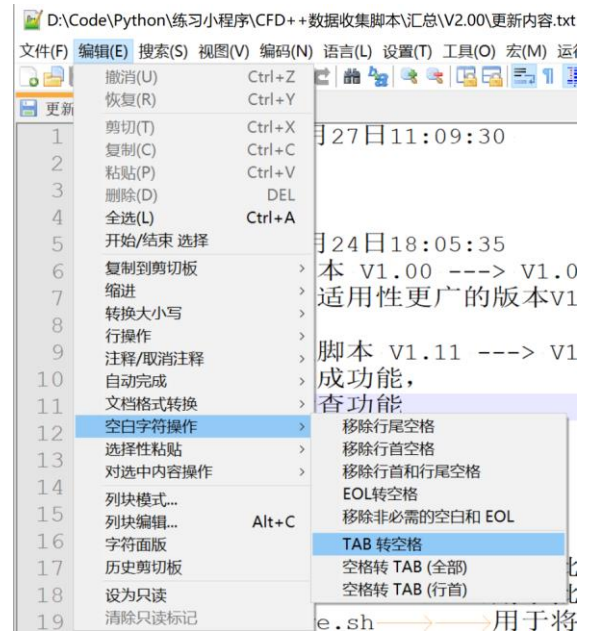 D:\Code\Python\练习小程序\CFD++数据收集脚本\汇总\V2.00\更新内容.txt
文件(F) 编辑(E) 搜索(S) 视图(V) 编码(N) 语言(L) 设置(T) 工具(O) 宏(M) 运行
更新
撤消(U) Ctrl+Z
恢复(R) Ctrl+Y
剪切(T) Ctrl+X
复制(C) Ctrl+C
粘贴(P) Ctrl+V
删除(D) DEL
全选(L) Ctrl+A
开始/结束 选择
复制到剪切板
缩进
转换大小写
行操作
注释/取消注释
自动完成
文档格式转换
空白字符操作
选择性粘贴
对选中内容操作
列块模式...
列块编辑... Alt+C
字符面版
历史剪切板
设为只读
清除只读标记
移除行尾空格
移除行首空格
移除行首和行尾空格
EOL转空格
移除非必需的空白和 EOL
TAB 转空格
空格转 TAB (全部)
空格转 TAB (行首)
1 月27日11:09:30
2
3
4
5 月24日18:05:35
6 本 V1.00 ---> V1.0
7 适用性更广的版本V1
8
9 脚本 V1.11 ---> V1
10 成功能，
11 查功能
12
13
14
15
16
17 批
18 批
19 e.sh 用于将